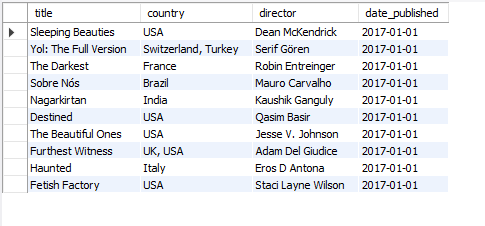 title country director date_published
Sleeping Beauties USA Dean McKendrick 2017-01-01
Yol: The Full Version Switzerland, Turkey Serif Gören 2017-01-01
The Darkest France Robin Entreinger 2017-01-01
Sobre Nós Brazil Mauro Carvalho 2017-01-01
Nagarkirtan India Kaushik Ganguly 2017-01-01
Destined USA Qasim Basir 2017-01-01
The Beautiful Ones USA Jesse V. Johnson 2017-01-01
Furthest Witness UK, USA Adam Del Giudice 2017-01-01
Haunted Italy Eros D Antona 2017-01-01
Fetish Factory USA Staci Layne Wilson 2017-01-01